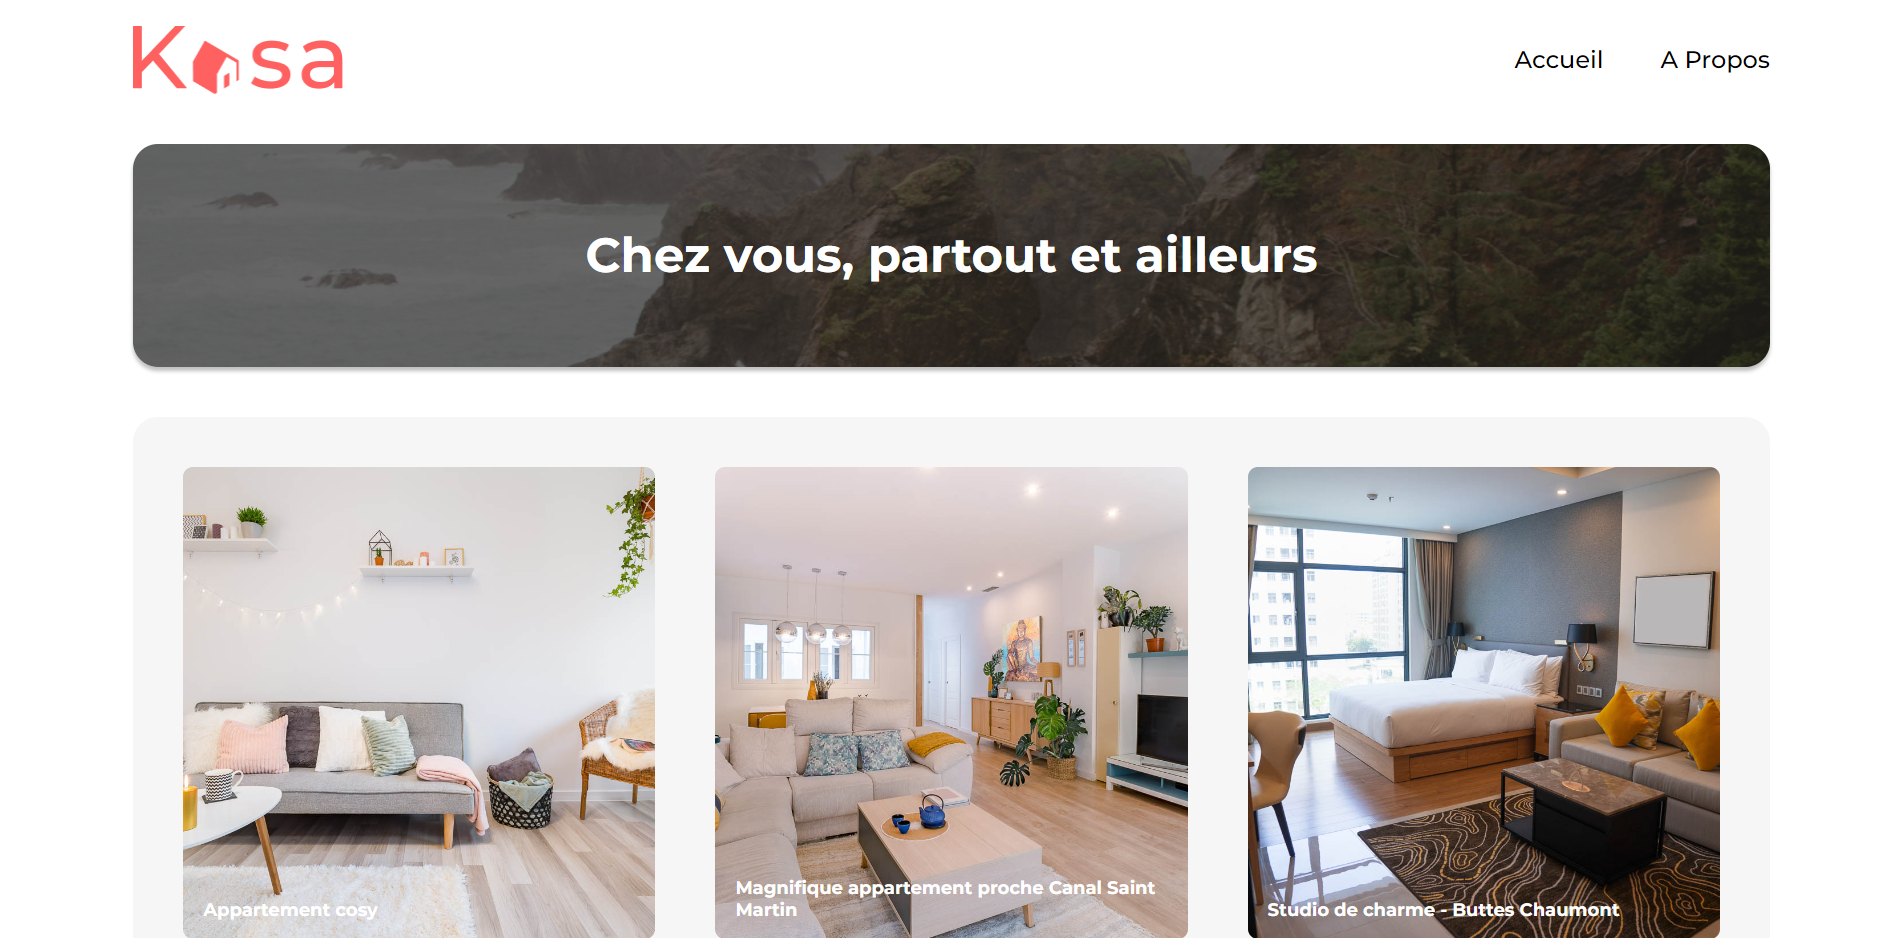 Kasa
Accueil
A Propos
Chez vous, partout et ailleurs
Appartement cosy
Magnifique appartement proche Canal Saint
Martin
Studio de charme - Buttes Chaumont